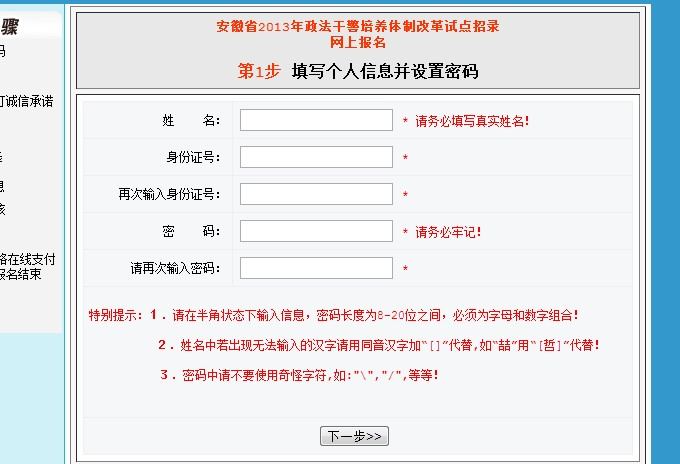 骤
码
订诚信承诺
息
核
格在线支付
报名结束
安徽省2013年政法干警培养体制改革试点招录
网上报名
第1步 填写个人信息并设置密码
姓 名： * 请务必填写真实姓名!
身份证号： *
再次输入身份证号： *
密 码： * 请务必牢记!
请再次输入密码： *
特别提示：１．请在半角状态下输入信息，密码长度为8-20位之间，必须为字母和数字组合!
２．姓名中若出现无法输入的汉字请用同音汉字加“[]”代替,如“喆”用“[哲]”代替!
３．密码中请不要使用奇怪字符,如:"\","/",等等!
下一步>>